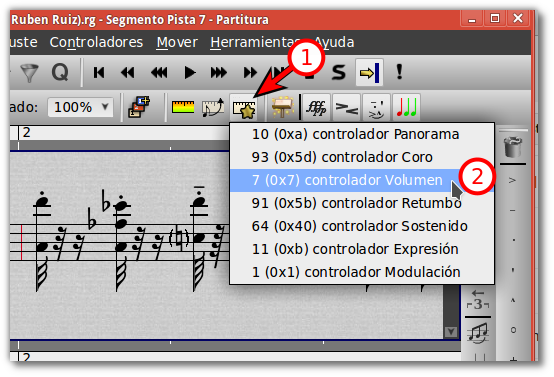 Ruben Ruiz).rg - Segmento Pista 7 - Partitura
uste Controladores Mover Herramientas Ayuda
Q S !
1
ado: 100% fff
2
10 (0xa) controlador Panorama
93 (0x5d) controlador Coro
7 (0x7) controlador Volumen
2
91 (0x5b) controlador Retumbo
64 (0x40) controlador Sostenido
11 (0xb) controlador Expresión
1 (0x1) controlador Modulación
3
2